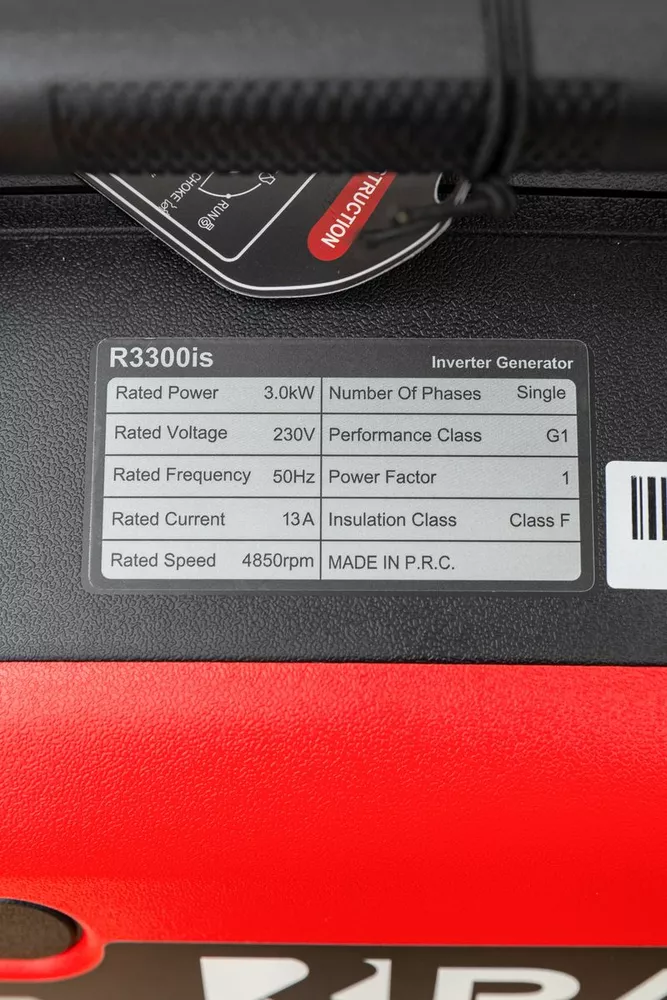 CHOKE
RUN
R3300is
Inverter Generator
Rated Power 3.0kW Number Of Phases Single
Rated Voltage 230V Performance Class G1
Rated Frequency 50Hz Power Factor 1
Rated Current 13A Insulation Class Class F
Rated Speed 4850rpm MADE IN P.R.C.